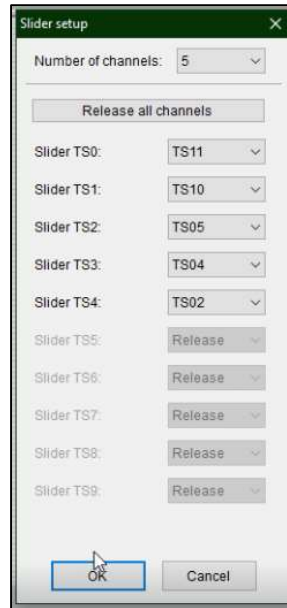 Slider setup
Number of channels: 5
Release all channels
Slider TS0: TS11
Slider TS1: TS10
Slider TS2: TS05
Slider TS3: TS04
Slider TS4: TS02
Slider TS5: Release
Slider TS6: Release
Slider TS7: Release
Slider TS8: Release
Slider TS9: Release
OK Cancel